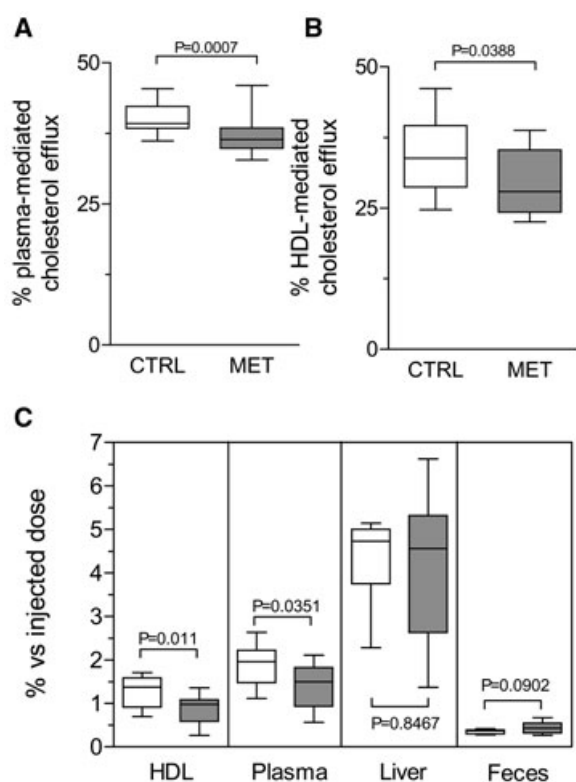 A
P=0.0007
50
25
0
% plasma-mediated
cholesterol efflux
CTRL
MET
B
P=0.0388
50
25
0
% HDL-mediated
cholesterol efflux
CTRL
MET
C
7
6
5
4
3
2
1
0
% vs injected dose
P=0.011
P=0.0351
P=0.8467
P=0.0902
HDL
Plasma
Liver
Feces